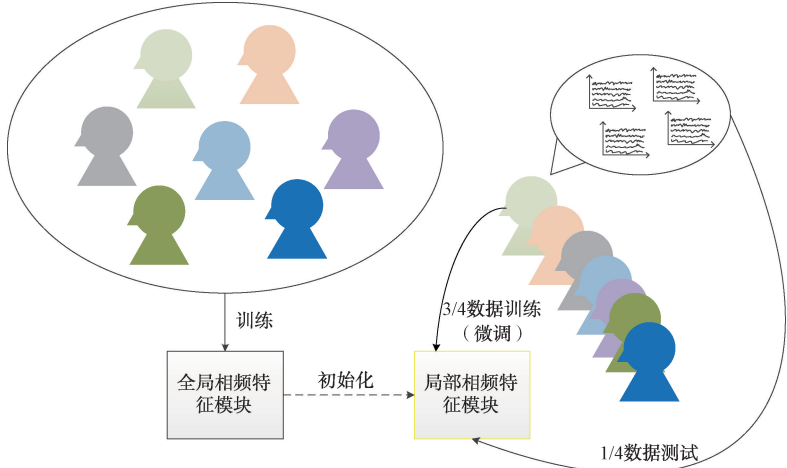 训练
3/4数据训练
（微调）
全局相频特
征模块
初始化
局部相频特
征模块
1/4数据测试